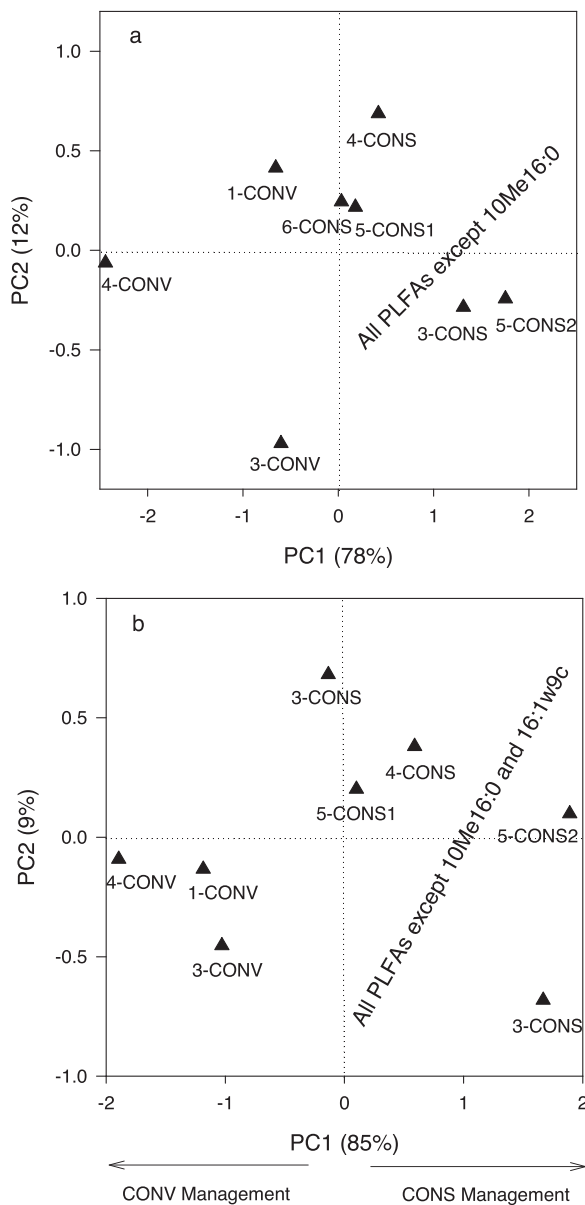 a
1.0
0.5
0.0
-0.5
-1.0
PC2 (12%)
4-CONS
1-CONV
6-CONS
5-CONS1
4-CONV
All PLFAs except 10Me16:0
3-CONS
5-CONS2
3-CONV
-2 -1 0 1 2
PC1 (78%)
b
1.0
0.5
0.0
-0.5
-1.0
PC2 (9%)
3-CONS
4-CONS
5-CONS1
All PLFAs except 10Me16:0 and 16:1w9c
5-CONS2
4-CONV
1-CONV
3-CONV
3-CONS
-2 -1 0 1 2
PC1 (85%)
CONV Management
CONS Management